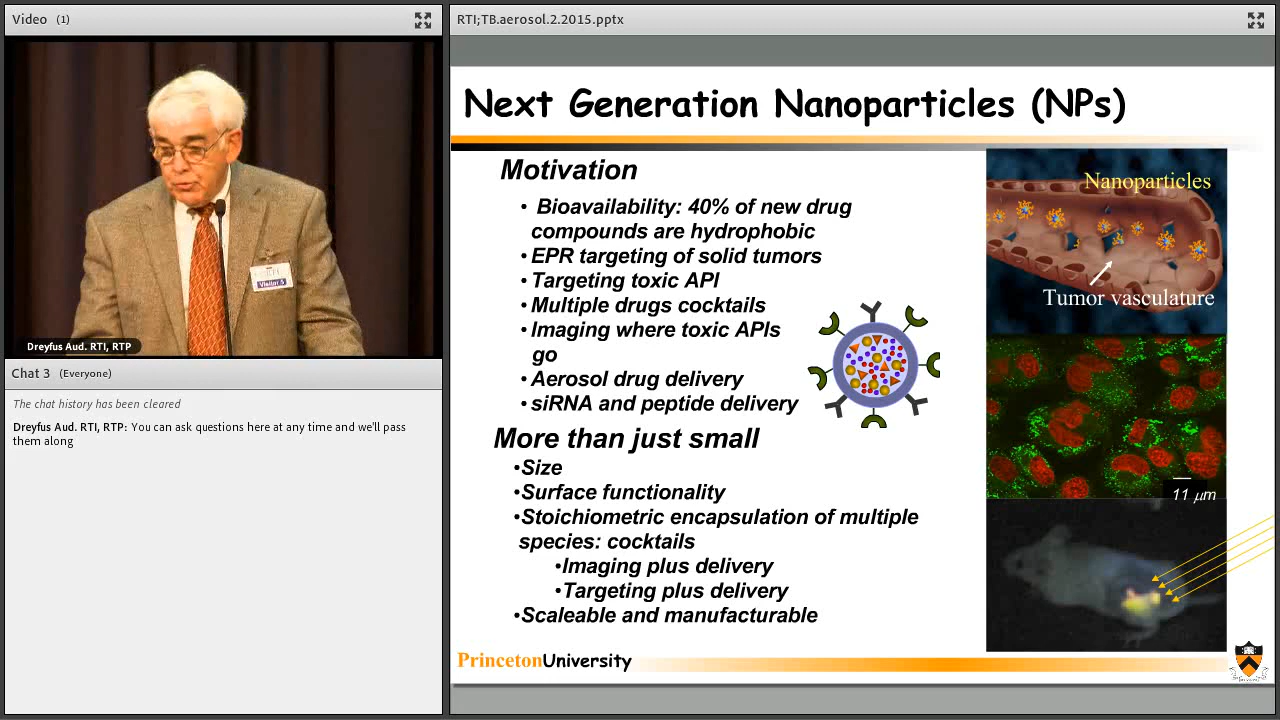 Video (1)
Dreyfus Aud. RTI, RTP
Visitor 5
Chat 3 (Everyone)
The chat history has been cleared
Dreyfus Aud. RTI, RTP: You can ask questions here at any time and we'll pass
them along
RTI;TB.aerosol.2.2015.pptx
Next Generation Nanoparticles (NPs)
Motivation
• Bioavailability: 40% of new drug
compounds are hydrophobic
•EPR targeting of solid tumors
•Targeting toxic API
•Multiple drugs cocktails
•Imaging where toxic APIs
go
•Aerosol drug delivery
•siRNA and peptide delivery
More than just small
•Size
•Surface functionality
•Stoichiometric encapsulation of multiple
species: cocktails
•Imaging plus delivery
•Targeting plus delivery
•Scaleable and manufacturable
Nanoparticles
Tumor vasculature
11 μm
PrincetonUniversity